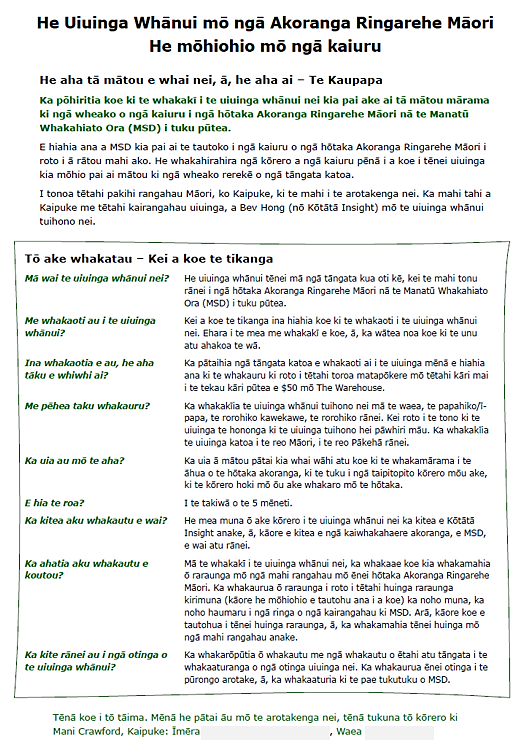 He Uiuinga Whānui mō ngā Akoranga Ringarehe Māori
He mōhiohio mō ngā kaiuru
He aha tā mātou e whai nei, ā, he aha ai – Te Kaupapa
Ka pōhiritia koe ki te whakakī i te uiuinga whānui nei kia pai ake ai tā mātou mārama
ki ngā wheako o ngā kaiuru i ngā hōtaka Akoranga Ringarehe Māori nā te Manatū
Whakahiato Ora (MSD) i tuku pūtea.
E hiahia ana a MSD kia pai ai te tautoko i ngā kaiuru o ngā hōtaka Akoranga Ringarehe Māori i
roto i ā rātou mahi ako. He whakahirahira ngā kōrero a ngā kaiuru pēnā i a koe i tēnei uiuinga
kia mōhio pai ai mātou ki ngā wheako rerekē o ngā tāngata katoa.
I tonoa tētahi pakihi rangahau Māori, ko Kaipuke, ki te mahi i te arotakenga nei. Ka mahi tahi a
Kaipuke me tētahi kairangahau uiuinga, a Bev Hong (nō Kōtātā Insight) mō te uiuinga whānui
tuihono nei.
Tō ake whakatau – Kei a koe te tikanga
Mā wai te uiuinga whānui nei?
He uiuinga whānui tēnei mā ngā tāngata kua oti kē, kei te mahi tonu
rānei i ngā hōtaka Akoranga Ringarehe Māori nā te Manatū Whakahiato
Ora (MSD) i tuku pūtea.
Me whakaoti au i te uiuinga
whānui?
Kei a koe te tikanga ina hiahia koe ki te whakaoti i te uiuinga whānui
nei. Ehara i te mea me whakakī e koe, ā, ka wātea noa koe ki te unu
atu ahakoa te wā.
Ina whakaotia e au, he aha
tāku e whiwhi ai?
Ka pātaihia ngā tāngata katoa e whakaoti ai i te uiuinga mēnā e hiahia
ana ki te whakauru ki roto i tētahi toroa matapōkere mō tētahi kāri mai
i te tekau kāri pūtea e $50 mō The Warehouse.
Me pēhea taku whakauru?
Ka whakakīia te uiuinga whānui tuihono nei mā te waea, te papahiko/ī-
papa, te rorohiko kawekawe, te rorohiko rānei. Kei roto i te tono ki te
uiuinga te hononga ki te uiuinga tuihono hei pāwhiri māu. Ka whakakīia
te uiuinga katoa i te reo Māori, i te reo Pākehā rānei.
Ka uia au mō te aha?
Ka uia ā mātou pātai kia whai wāhi atu koe ki te whakamārama i te
āhua o te hōtaka akoranga, ki te tuku i ngā taipitopito kōrero mōu ake,
ki te kōrero hoki mō ōu ake whakaro mō te hōtaka.
E hia te roa?
I te takiwā o te 5 mēneti.
Ka kitea aku whakautu e wai?
He mea muna ō ake kōrero i te uiuinga whānui nei ka kitea e Kōtātā
Insight anake, ā, kāore e kitea e ngā kaiwhakahaere akoranga, e MSD,
e wai atu rānei.
Ka ahatia aku whakautu e
koutou?
Mā te whakakī i te uiuinga whānui nei, ka whakaae koe kia whakamahia
ō raraunga mō ngā mahi rangahau mō ēnei hōtaka Akoranga Ringarehe
Māori. Ka whakaurua ō raraunga i roto i tētahi huinga raraunga
kirimuna (kāore he mōhiohio e tautohu ana i a koe) ka noho muna, ka
noho haumaru i ngā ringa o ngā kairangahau ki MSD. Arā, kāore koe e
tautohua i tēnei huinga raraunga, ā, ka whakamahia tēnei huinga mō
ngā mahi rangahau anake.
Ka kite rānei au i ngā otinga o
te uiuinga whānui?
Ka whakarōpūtia ō whakautu me ngā whakautu o ētahi atu tāngata i te
whakaaturanga o ngā otinga uiuinga nei. Ka whakaurua ēnei otinga i te
pūrongo arotake, ā, ka whakaaturia ki te pae tukutuku o MSD.
Tēnā koe i tō tāima. Mēnā he pātai āu mō te arotakenga nei, tēnā tukuna tō kōrero ki
Mani Crawford, Kaipuke: Īmēra , Waea